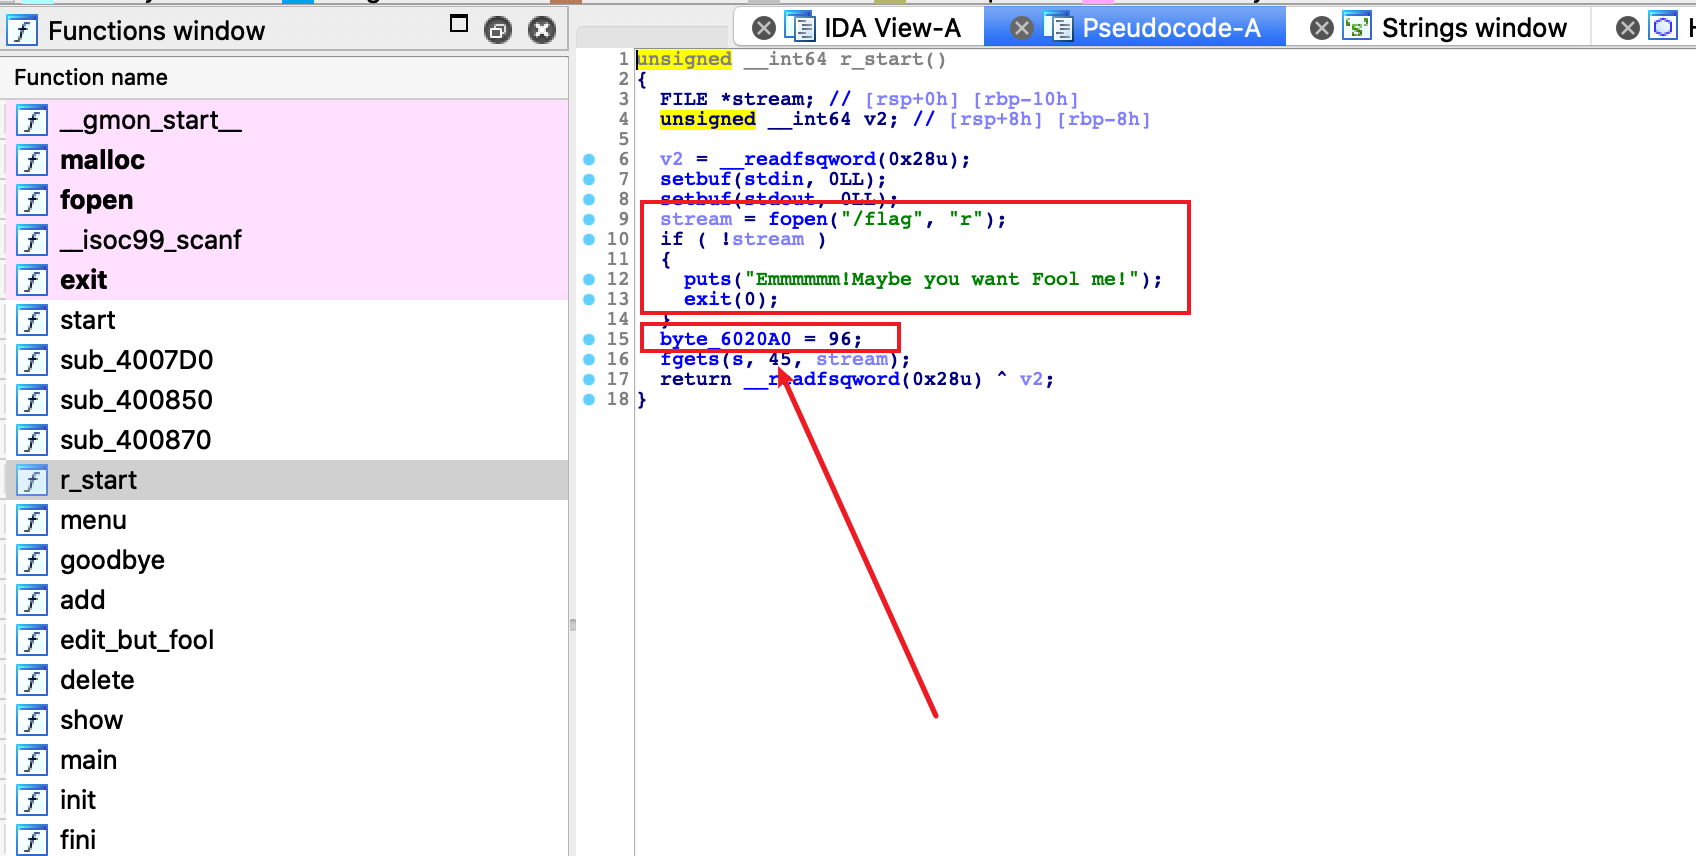 Functions window
IDA View-A
Pseudocode-A
Strings window
Function name
__gmon_start__
malloc
fopen
__isoc99_scanf
exit
start
sub_4007D0
sub_400850
sub_400870
r_start
menu
goodbye
add
edit_but_fool
delete
show
main
init
fini
1 unsigned __int64 r_start()
2 {
3 FILE *stream; // [rsp+0h] [rbp-10h]
4 unsigned __int64 v2; // [rsp+8h] [rbp-8h]
5
6 v2 = __readfsqword(0x28u);
7 setbuf(stdin, 0LL);
8 setbuf(stdout, 0LL);
9 stream = fopen("/flag", "r");
10 if ( !stream )
11 {
12 puts("Emmmmmm!Maybe you want Fool me!");
13 exit(0);
14 }
15 byte_6020A0 = 96;
16 fgets(s, 45, stream);
17 return __readfsqword(0x28u) ^ v2;
18 }